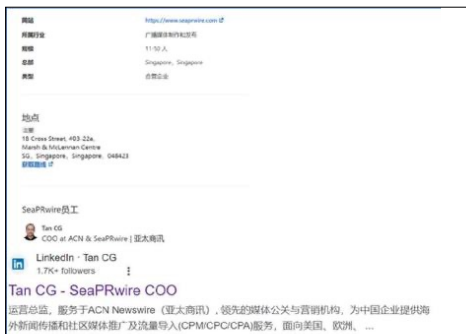 网站
https://www.seaprwire.com
所属行业
广播媒体制作和发布
规模
11-50 人
总部
Singapore, Singapore
类型
合营企业
地点
主要
18 Cross Street, #03-22a,
Marsh & McLennan Centre
SG, Singapore, Singapore, 048423
获取路线
SeaPRwire员工
Tan CG
COO at ACN & SeaPRwire | 亚太商讯
LinkedIn · Tan CG
1.7K+ followers
Tan CG - SeaPRwire COO
运营总监, 服务于ACN Newswire（亚太商讯）, 领先的媒体公关与营销机构, 为中国企业提供海
外新闻传播和社区媒体推广及流量导入(CPM/CPC/CPA)服务, 面向美国、欧洲、 ...